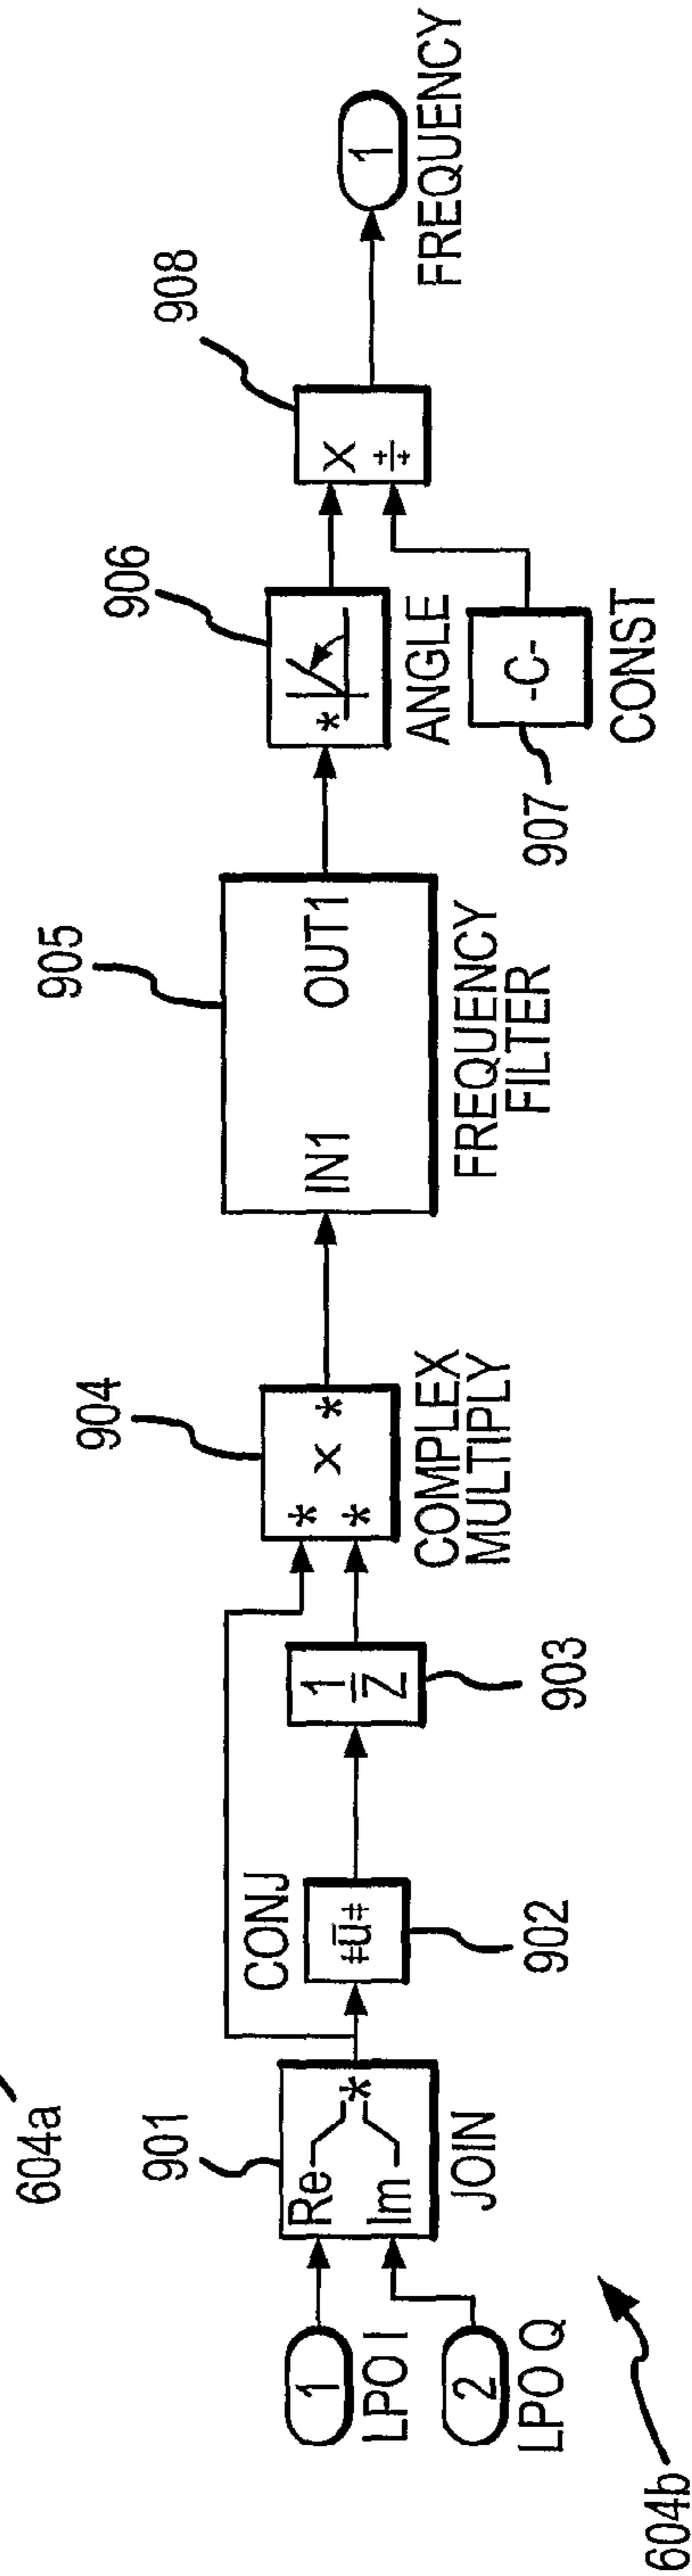 604a
604b
1
LPO I
2
LPO Q
901
Re
Im
*
JOIN
CONJ
ū
902
1
Z
903
904
*
*
x
*
COMPLEX
MULTIPLY
905
IN1
OUT1
FREQUENCY
FILTER
906
*
ANGLE
907
-C-
CONST
908
X
÷
1
FREQUENCY